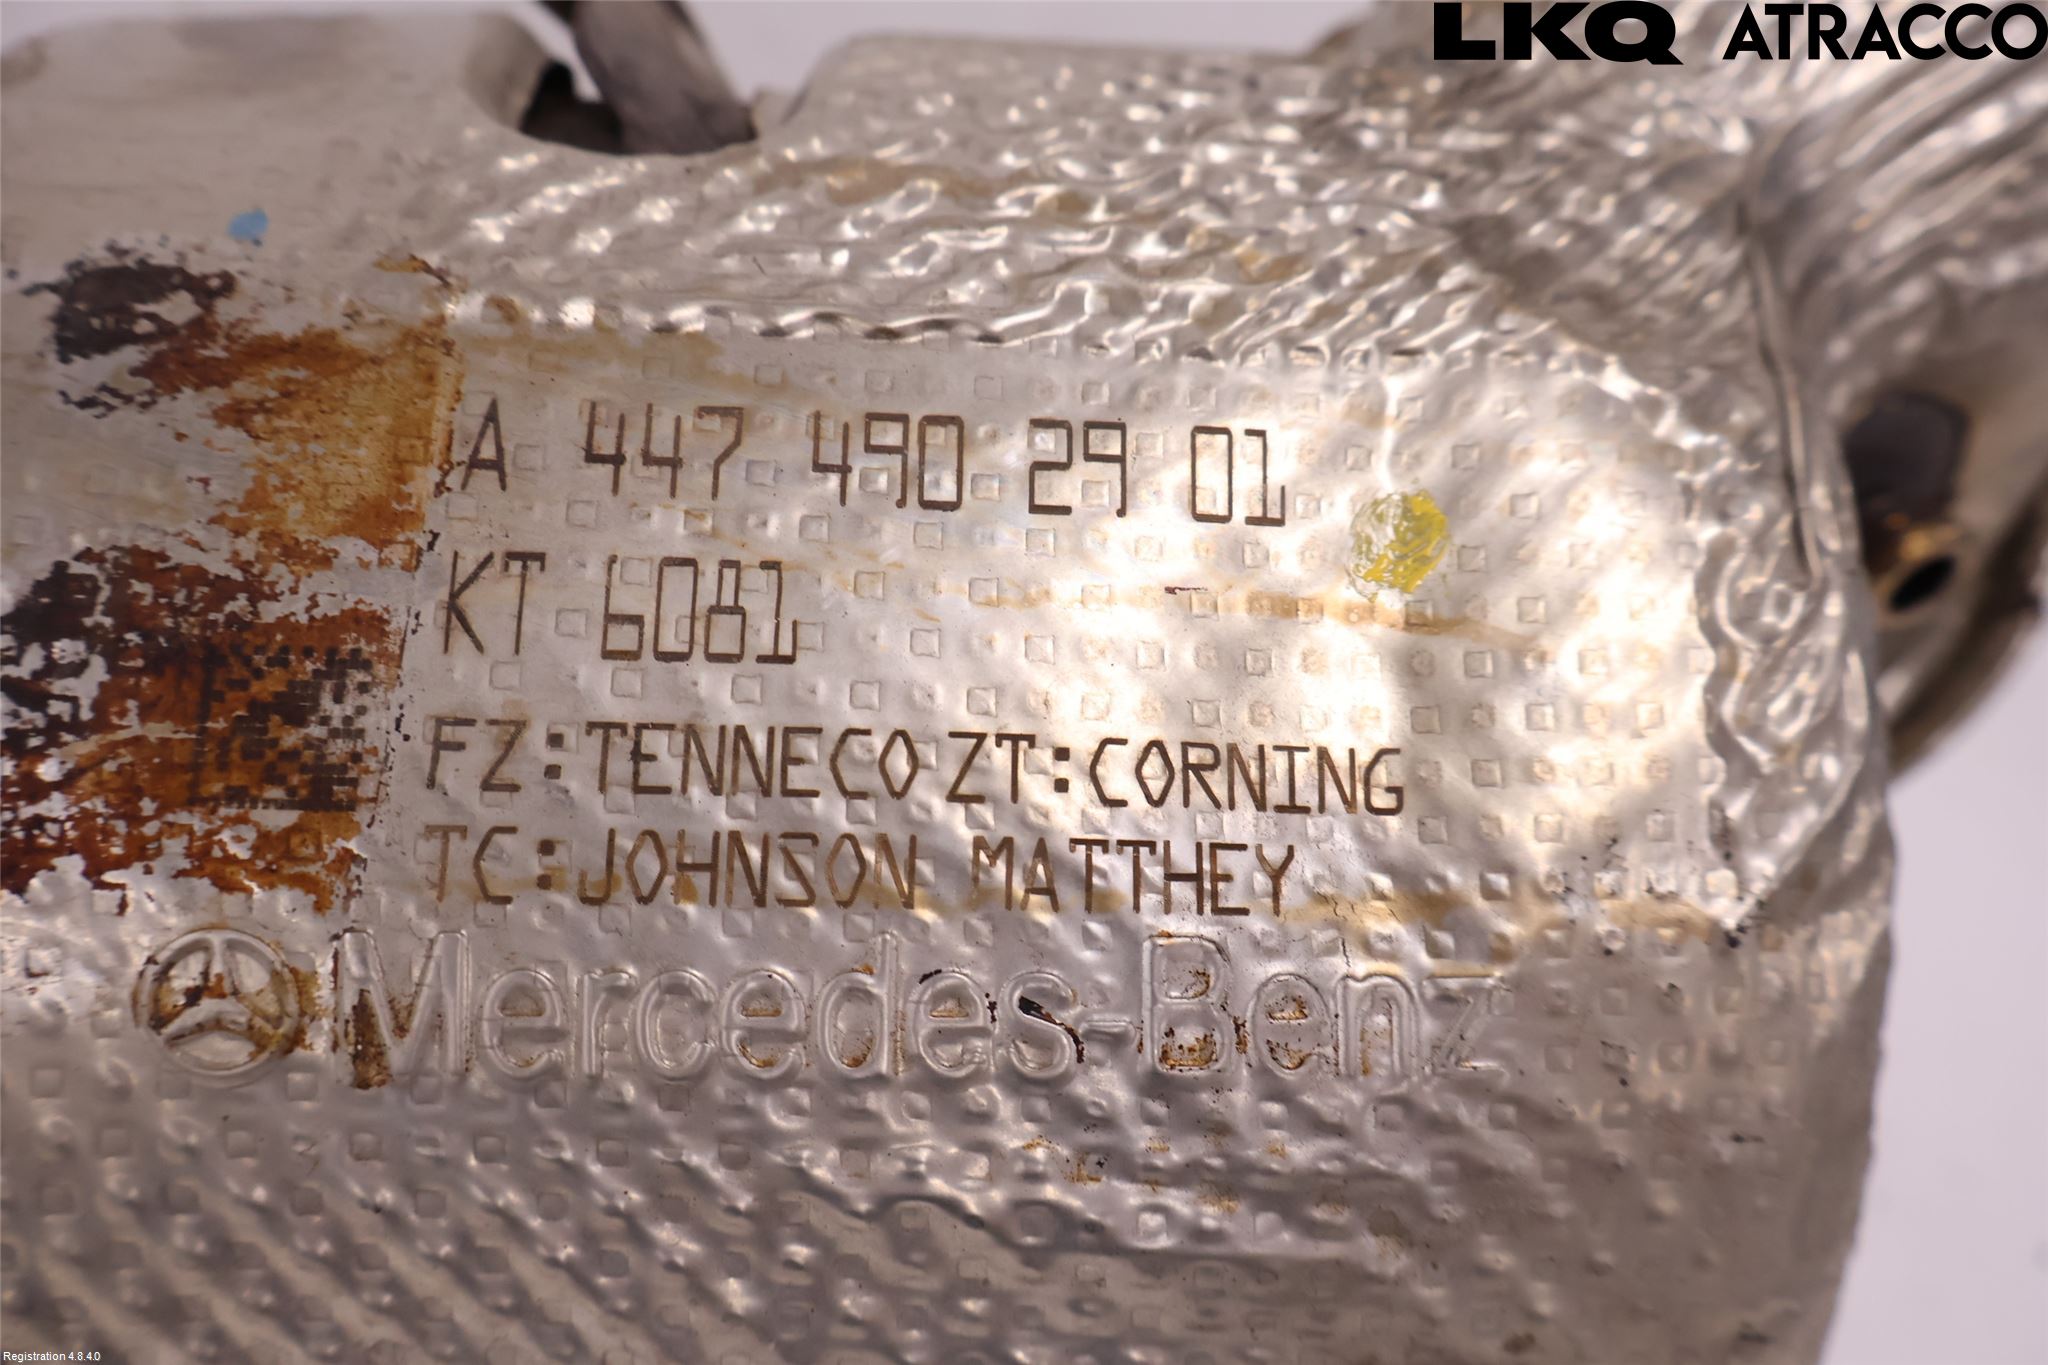 LKQ ATRACCO
A 447 490 29 01
KT 6081
FZ:TENNECO ZT:CORNING
TC:JOHNSON MATTHEY
Mercedes-Benz
Registration 4.8.4.0